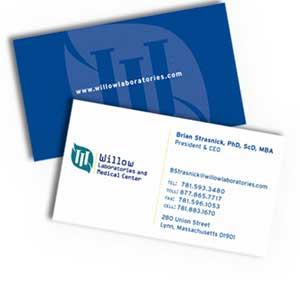 www.willowlaboratories.com
Willow
Laboratories and
Medical Center
Brian Strasnick, PhD, ScD, MBA
President & CEO
BStrasnick@willowlaboratories.com
TEL: 781.593.3480
TOLL: 877.865.7717
FAX: 781.596.1053
CELL: 781.883.1670
280 Union Street
Lynn, Massachusetts 01901